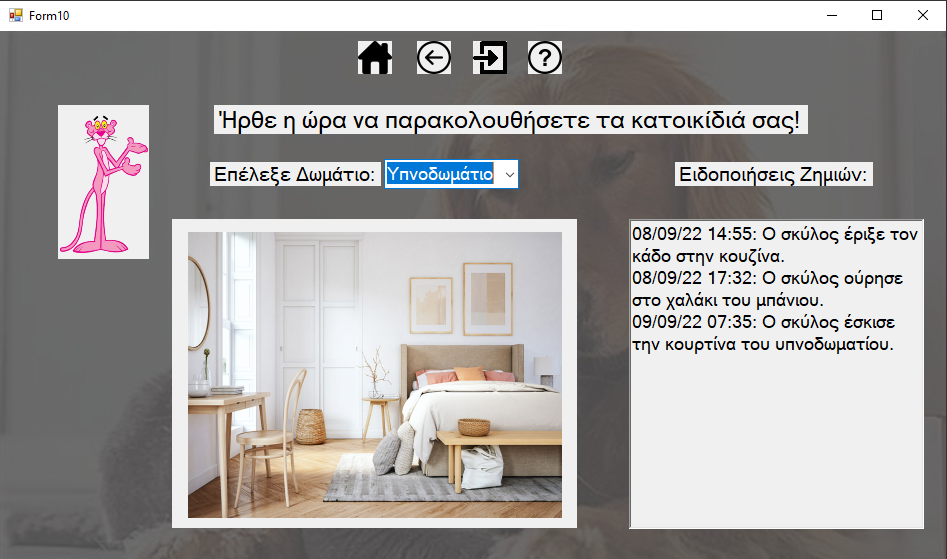 Form10
Ήρθε η ώρα να παρακολουθήσετε τα κατοικίδιά σας!
Επέλεξε Δωμάτιο: Υπνοδωμάτιο
Ειδοποιήσεις Ζημιών:
08/09/22 14:55: Ο σκύλος έριξε τον
κάδο στην κουζίνα.
08/09/22 17:32: Ο σκύλος ούρησε
στο χαλάκι του μπάνιου.
09/09/22 07:35: Ο σκύλος έσκισε
την κουρτίνα του υπνοδωματίου.